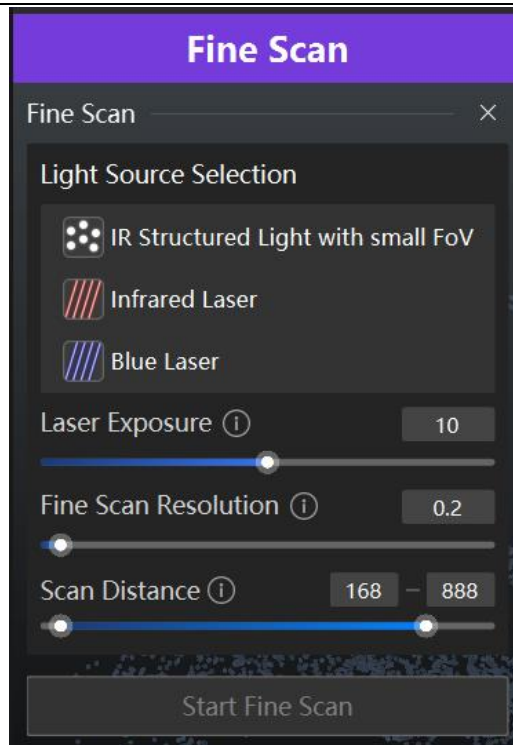 Fine Scan
Fine Scan
Light Source Selection
IR Structured Light with small FoV
Infrared Laser
Blue Laser
Laser Exposure 10
Fine Scan Resolution 0.2
Scan Distance 168 – 888
Start Fine Scan